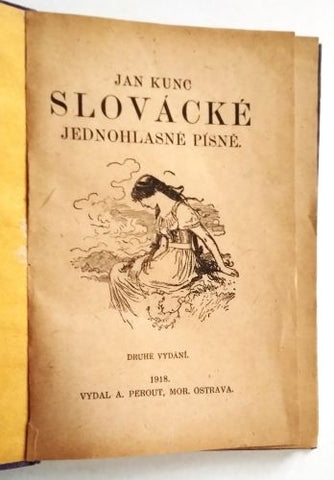 JAN KUNC
SLOVÁCKÉ
JEDNOHLASNÉ PÍSNĚ.
DRUHÉ VYDÁNÍ.
1918.
VYDAL A. PEROUT, MOR. OSTRAVA.